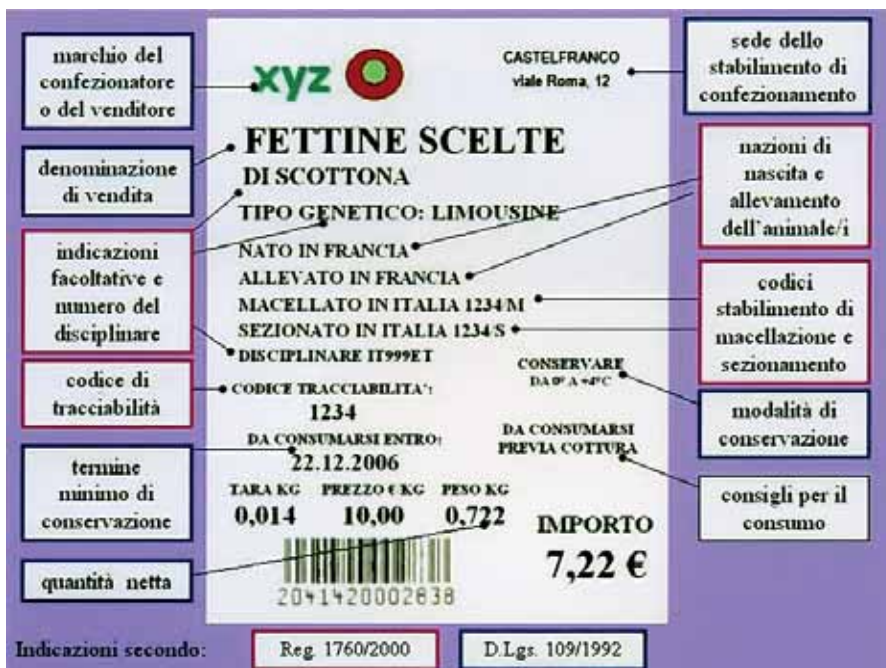 marchio del
confezionatore
o del venditore
denominazione
di vendita
indicazioni
facoltative e
numero del
disciplinare
codice di
tracciabilità
termine
minimo di
conservazione
quantità netta
xyz
CASTELFRANCO
viale Roma, 12
FETTINE SCELTE
DI SCOTTONA
TIPO GENETICO: LIMOUSINE
NATO IN FRANCIA
ALLEVATO IN FRANCIA
MACELLATO IN ITALIA 1234/M
SEZIONATO IN ITALIA 1234/S
DISCIPLINARE IT999ET
CODICE TRACCIABILITA':
1234
DA CONSUMARSI ENTRO:
22.12.2006
CONSERVARE
DA 0° A +4°C
DA CONSUMARSI
PREVIA COTTURA
TARA KG PREZZO € KG PESO KG
0,014 10,00 0,722
IMPORTO
7,22 €
2041420002838
sede dello
stabilimento di
confezionamento
nazioni di
nascita e
allevamento
dell'animale/i
codici
stabilimento di
macellazione e
sezionamento
modalità di
conservazione
consigli per il
consumo
Indicazioni secondo: Reg. 1760/2000 D.Lgs. 109/1992